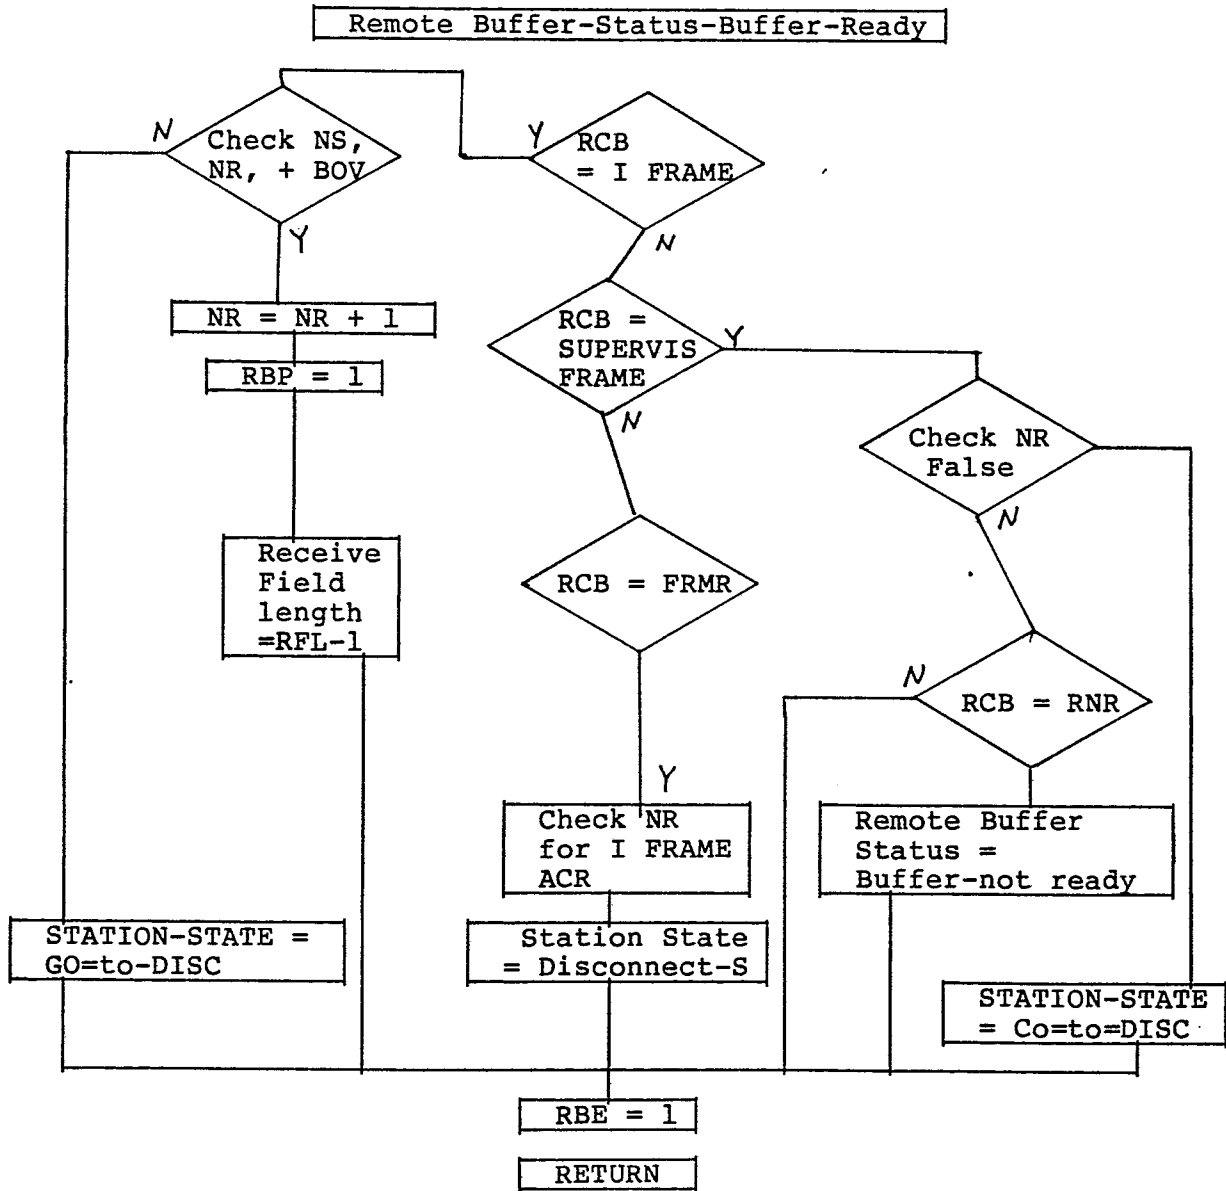 Remote Buffer-Status-Buffer-Ready
N
Check NS,
NR, + BOV
Y
Y
RCB
= I FRAME
N
NR = NR + 1
RBP = 1
RCB =
SUPERVIS
FRAME
Y
N
Check NR
False
N
Receive
Field
length
=RFL-1
RCB = FRMR
Y
N
RCB = RNR
Check NR
for I FRAME
ACR
Remote Buffer
Status =
Buffer-not ready
STATION-STATE =
GO=to-DISC
Station State
= Disconnect-S
STATION-STATE
= Co=to=DISC
RBE = 1
RETURN